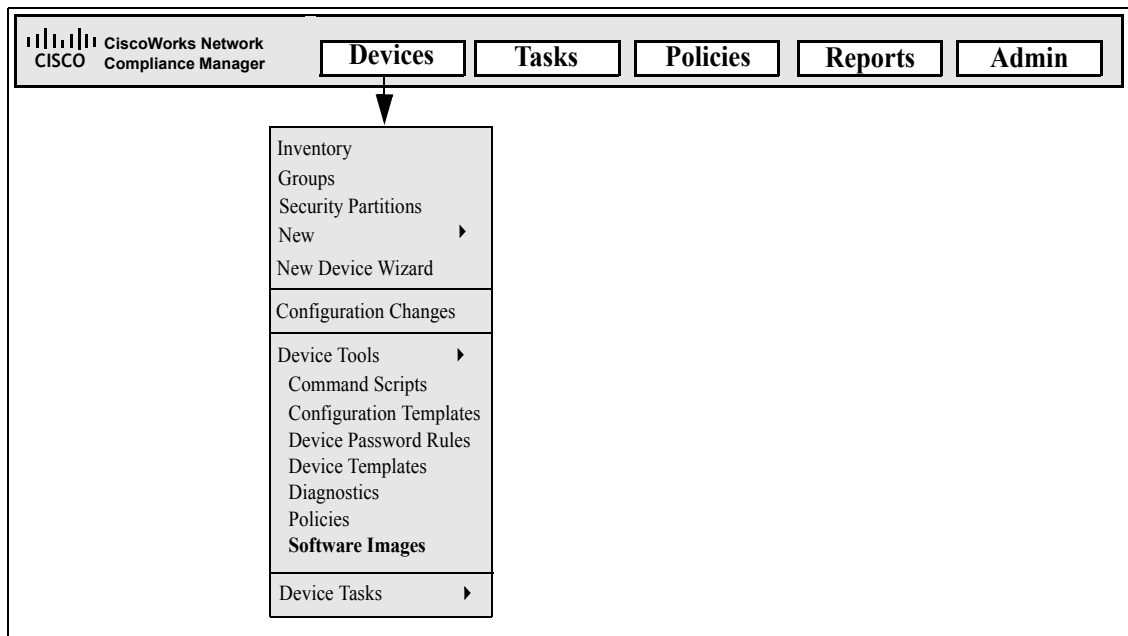 CISCO
CiscoWorks Network
Compliance Manager
Devices
Tasks
Policies
Reports
Admin
Inventory
Groups
Security Partitions
New
New Device Wizard
Configuration Changes
Device Tools
Command Scripts
Configuration Templates
Device Password Rules
Device Templates
Diagnostics
Policies
Software Images
Device Tasks